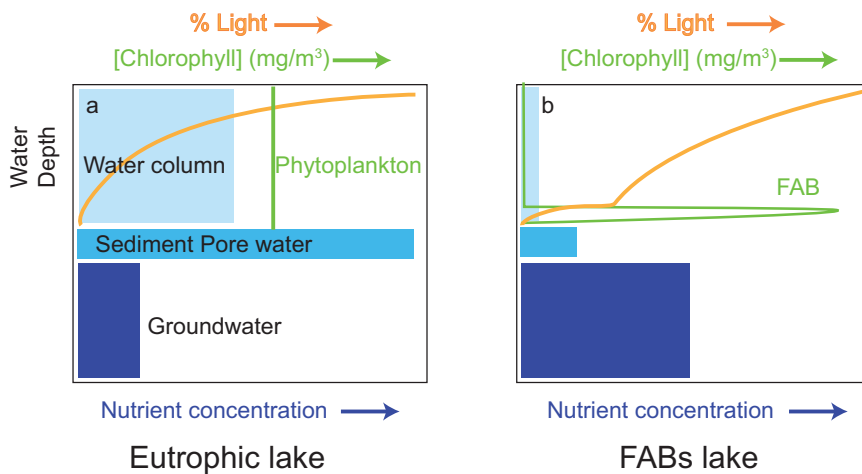 % Light
[Chlorophyll] (mg/m³)
% Light
[Chlorophyll] (mg/m³)
Water
Depth
a
Water column
Phytoplankton
Sediment Pore water
Groundwater
b
FAB
Nutrient concentration
Nutrient concentration
Eutrophic lake
FABs lake